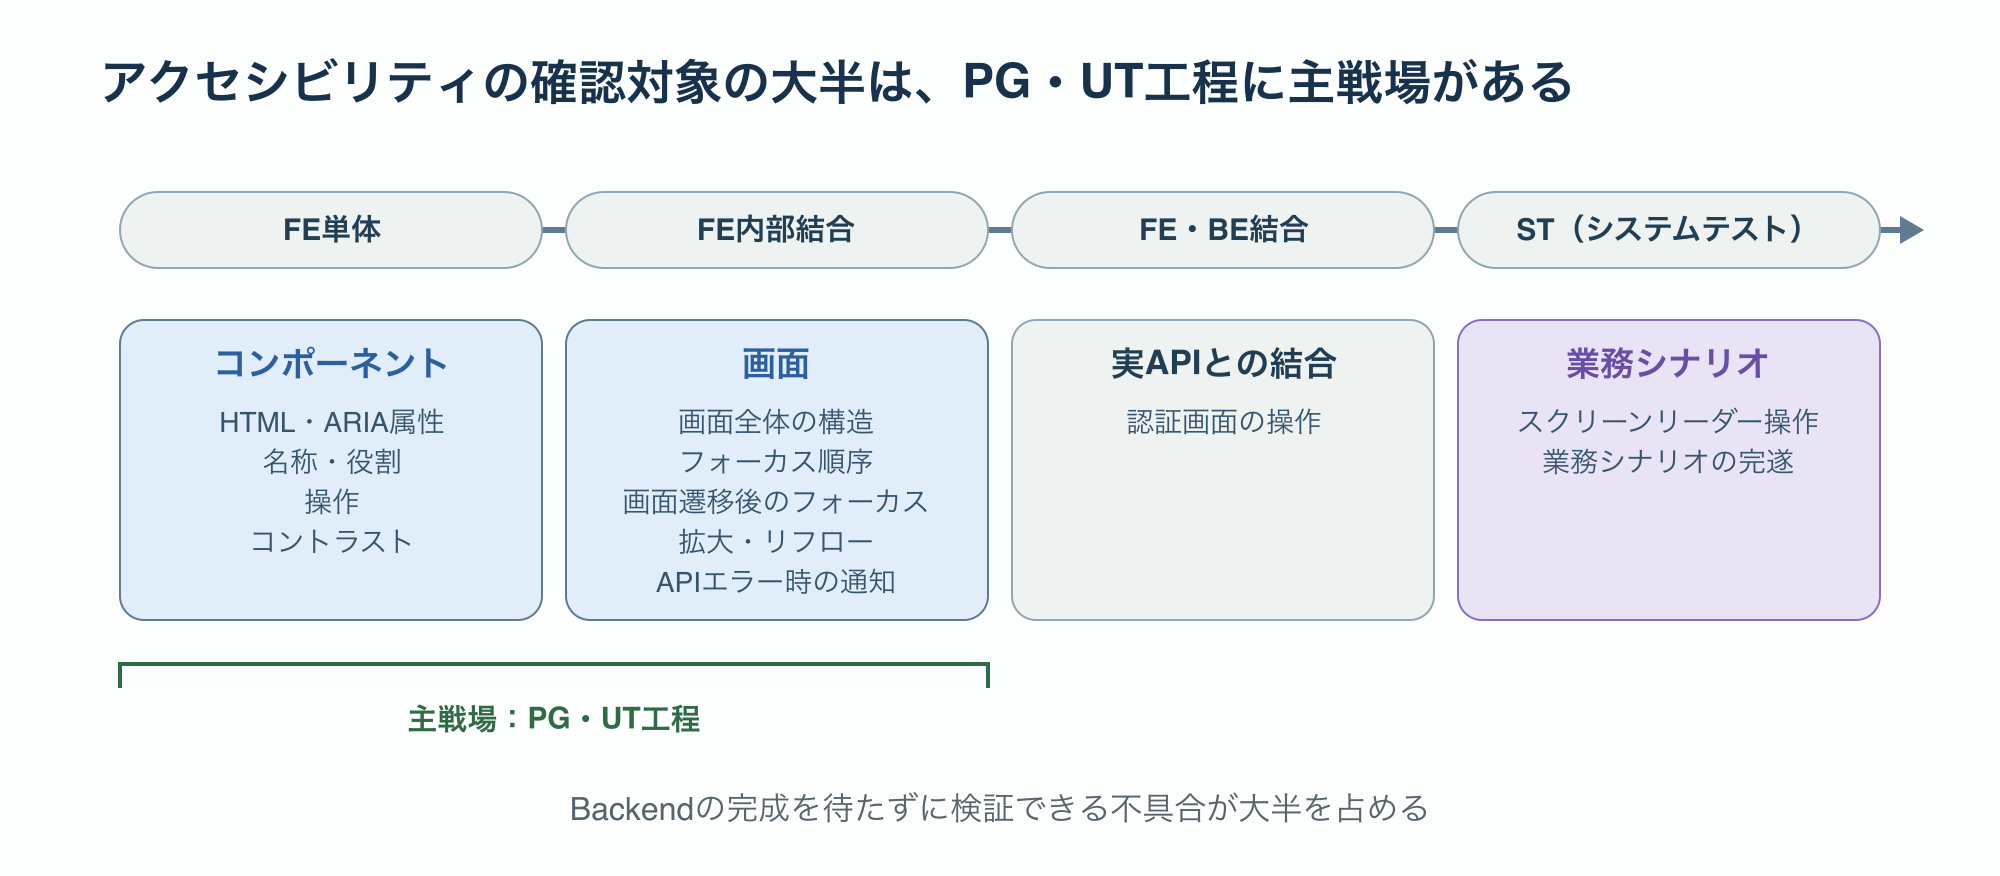 アクセシビリティの確認対象の大半は、PG・UT工程に主戦場がある
FE単体
FE内部結合
FE・BE結合
ST（システムテスト）
コンポーネント
HTML・ARIA属性
名称・役割
操作
コントラスト
画面
画面全体の構造
フォーカス順序
画面遷移後のフォーカス
拡大・リフロー
APIエラー時の通知
実APIとの結合
認証画面の操作
業務シナリオ
スクリーンリーダー操作
業務シナリオの完遂
主戦場：PG・UT工程
Backendの完成を待たずに検証できる不具合が大半を占める